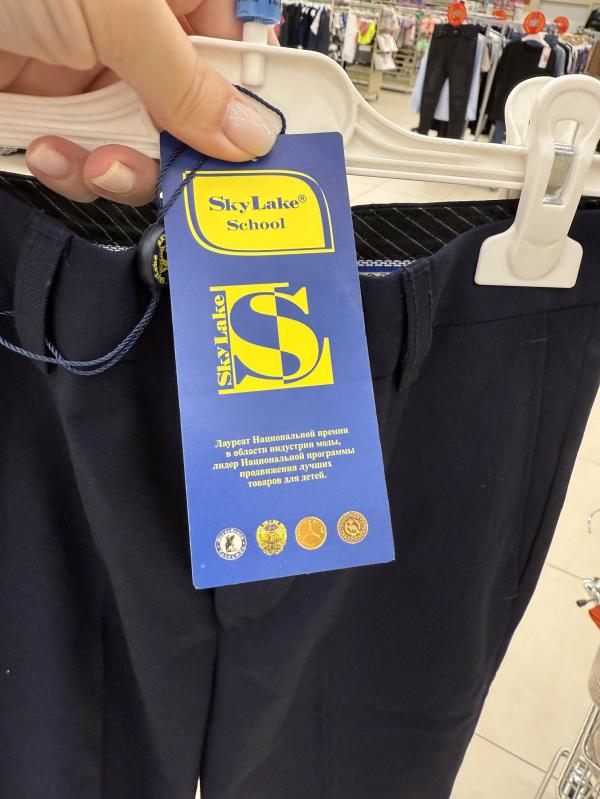 SkyLake®
School
SkyLake
S
Лауреат Национальной премии
в области индустрии моды,
лидер Национальной программы
продвижения лучших
товаров для детей.